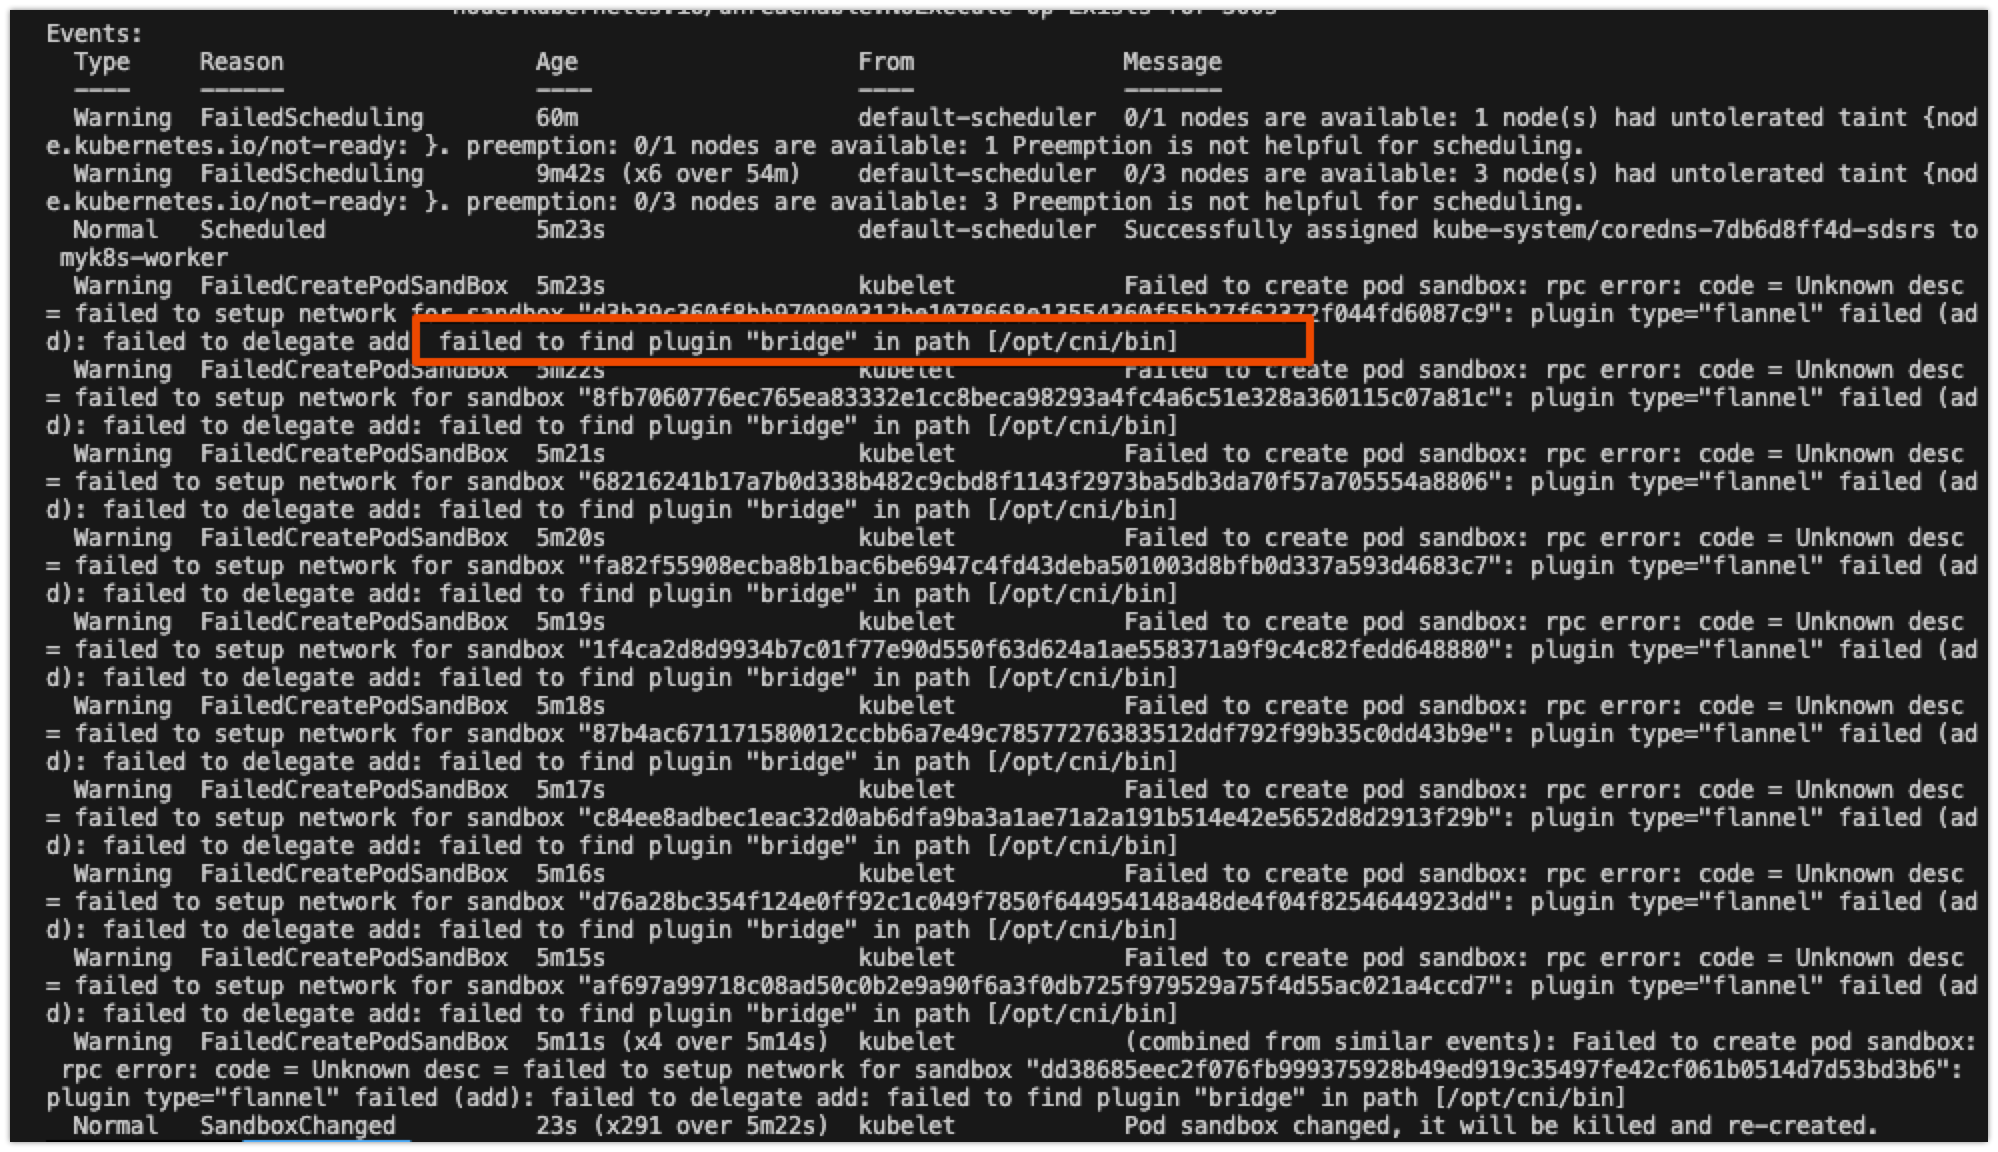 node.kubernetes.io/unreachable:NoExecute op=Exists for 300s
Events:
Type Reason Age From Message
---- ------ ---- ---- -------
Warning FailedScheduling 60m default-scheduler 0/1 nodes are available: 1 node(s) had untolerated taint {nod
e.kubernetes.io/not-ready: }. preemption: 0/1 nodes are available: 1 Preemption is not helpful for scheduling.
Warning FailedScheduling 9m42s (x6 over 54m) default-scheduler 0/3 nodes are available: 3 node(s) had untolerated taint {nod
e.kubernetes.io/not-ready: }. preemption: 0/3 nodes are available: 3 Preemption is not helpful for scheduling.
Normal Scheduled 5m23s default-scheduler Successfully assigned kube-system/coredns-7db6d8ff4d-sdsrs to
myk8s-worker
Warning FailedCreatePodSandBox 5m23s kubelet Failed to create pod sandbox: rpc error: code = Unknown desc
= failed to setup network for sandbox "d3b39c360f8bb970980312be1078668e13554360f55b27f62372f044fd6087c9": plugin type="flannel" failed (ad
d): failed to delegate add failed to find plugin "bridge" in path [/opt/cni/bin]
Warning FailedCreatePodSandBox 5m22s kubelet Failed to create pod sandbox: rpc error: code = Unknown desc
= failed to setup network for sandbox "8fb7060776ec765ea83332e1cc8beca98293a4fc4a6c51e328a360115c07a81c": plugin type="flannel" failed (ad
d): failed to delegate add: failed to find plugin "bridge" in path [/opt/cni/bin]
Warning FailedCreatePodSandBox 5m21s kubelet Failed to create pod sandbox: rpc error: code = Unknown desc
= failed to setup network for sandbox "68216241b17a7b0d338b482c9cbd8f1143f2973ba5db3da70f57a705554a8806": plugin type="flannel" failed (ad
d): failed to delegate add: failed to find plugin "bridge" in path [/opt/cni/bin]
Warning FailedCreatePodSandBox 5m20s kubelet Failed to create pod sandbox: rpc error: code = Unknown desc
= failed to setup network for sandbox "fa82f55908ecba8b1bac6be6947c4fd43deba501003d8bfb0d337a593d4683c7": plugin type="flannel" failed (ad
d): failed to delegate add: failed to find plugin "bridge" in path [/opt/cni/bin]
Warning FailedCreatePodSandBox 5m19s kubelet Failed to create pod sandbox: rpc error: code = Unknown desc
= failed to setup network for sandbox "1f4ca2d8d9934b7c01f77e90d550f63d624a1ae558371a9f9c4c82fedd648880": plugin type="flannel" failed (ad
d): failed to delegate add: failed to find plugin "bridge" in path [/opt/cni/bin]
Warning FailedCreatePodSandBox 5m18s kubelet Failed to create pod sandbox: rpc error: code = Unknown desc
= failed to setup network for sandbox "87b4ac671171580012ccbb6a7e49c78577276383512ddf792f99b35c0dd43b9e": plugin type="flannel" failed (ad
d): failed to delegate add: failed to find plugin "bridge" in path [/opt/cni/bin]
Warning FailedCreatePodSandBox 5m17s kubelet Failed to create pod sandbox: rpc error: code = Unknown desc
= failed to setup network for sandbox "c84ee8adbec1eac32d0ab6dfa9ba3a1ae71a2a191b514e42e5652d8d2913f29b": plugin type="flannel" failed (ad
d): failed to delegate add: failed to find plugin "bridge" in path [/opt/cni/bin]
Warning FailedCreatePodSandBox 5m16s kubelet Failed to create pod sandbox: rpc error: code = Unknown desc
= failed to setup network for sandbox "d76a28bc354f124e0ff92c1c049f7850f644954148a48de4f04f8254644923dd": plugin type="flannel" failed (ad
d): failed to delegate add: failed to find plugin "bridge" in path [/opt/cni/bin]
Warning FailedCreatePodSandBox 5m15s kubelet Failed to create pod sandbox: rpc error: code = Unknown desc
= failed to setup network for sandbox "af697a99718c08ad50c0b2e9a90f6a3f0db725f979529a75f4d55ac021a4ccd7": plugin type="flannel" failed (ad
d): failed to delegate add: failed to find plugin "bridge" in path [/opt/cni/bin]
Warning FailedCreatePodSandBox 5m11s (x4 over 5m14s) kubelet (combined from similar events): Failed to create pod sandbox:
rpc error: code = Unknown desc = failed to setup network for sandbox "dd38685eec2f076fb999375928b49ed919c35497fe42cf061b0514d7d53bd3b6":
plugin type="flannel" failed (add): failed to delegate add: failed to find plugin "bridge" in path [/opt/cni/bin]
Normal SandboxChanged 23s (x291 over 5m22s) kubelet Pod sandbox changed, it will be killed and re-created.